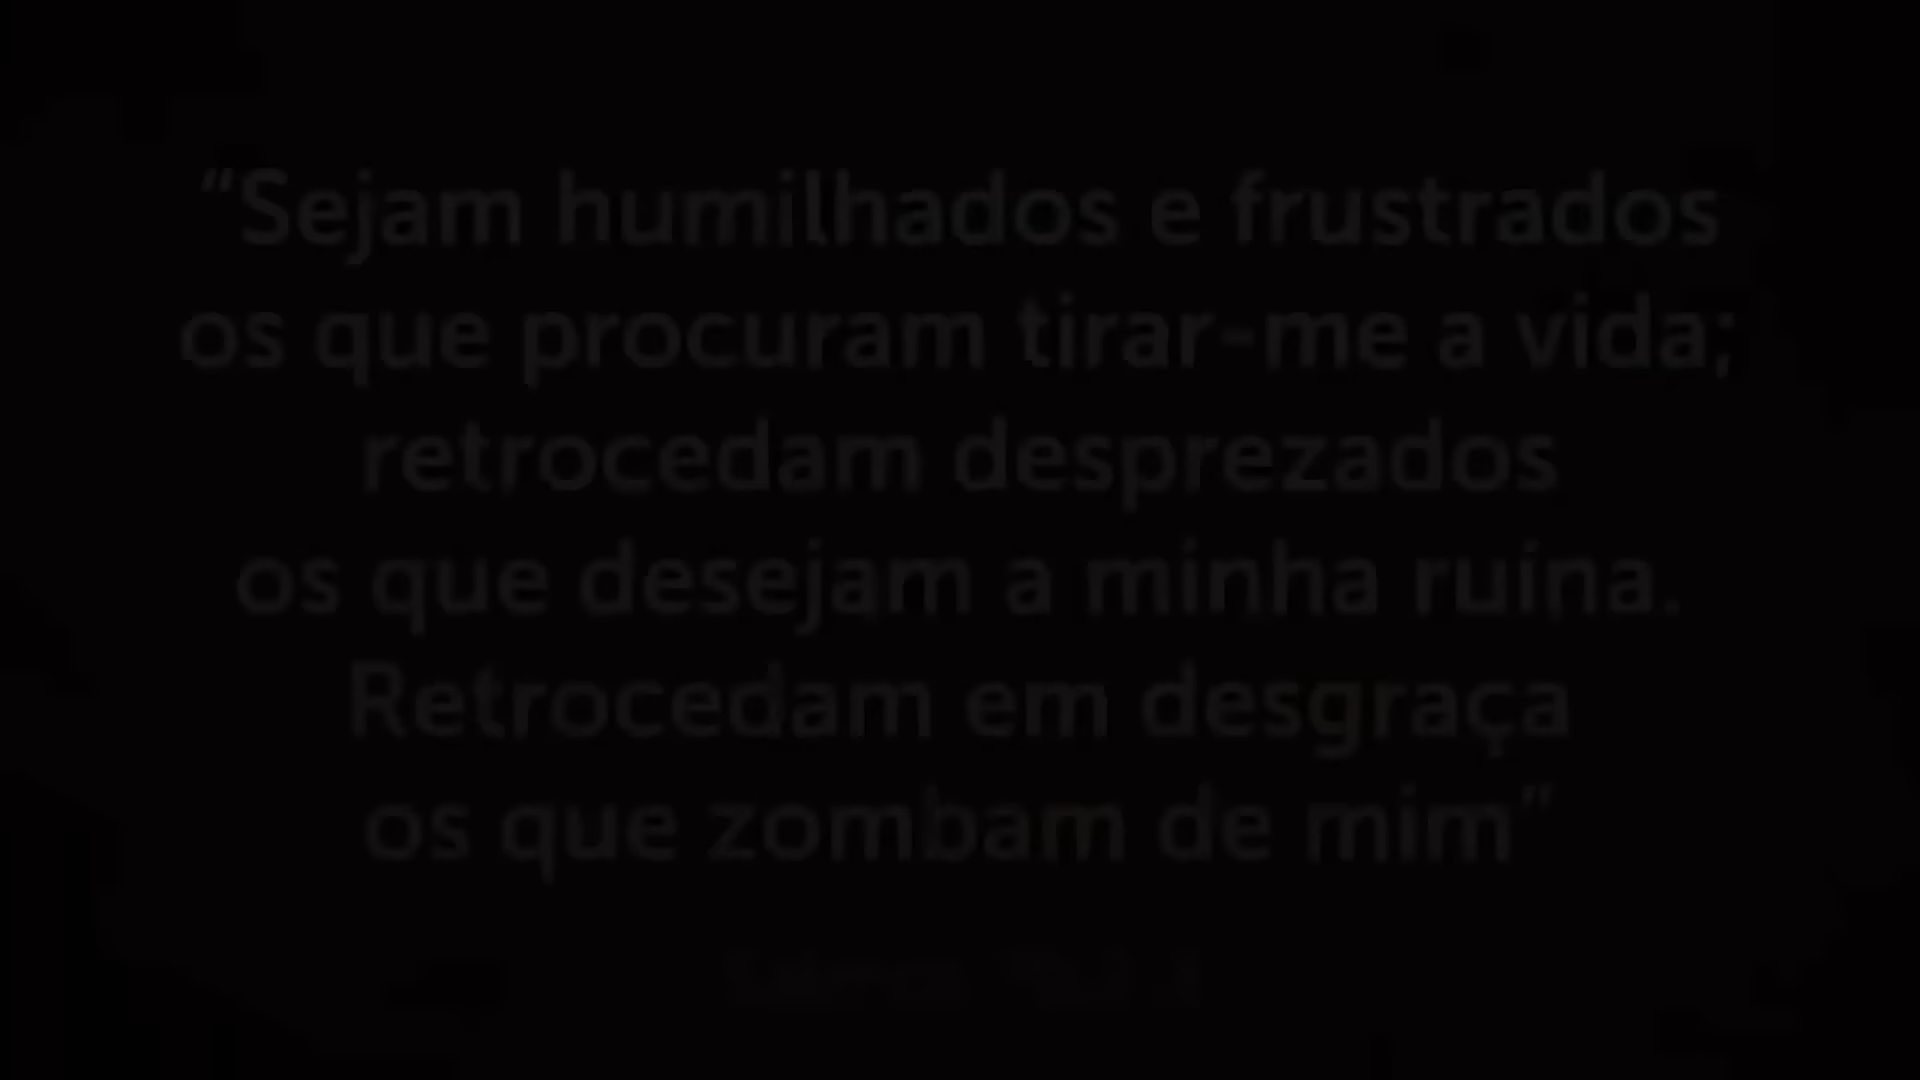 “Sejam humilhados e frustrados
os que procuram tirar-me a vida;
retrocedam desprezados
os que desejam a minha ruína.
Retrocedam em desgraça
os que zombam de mim”